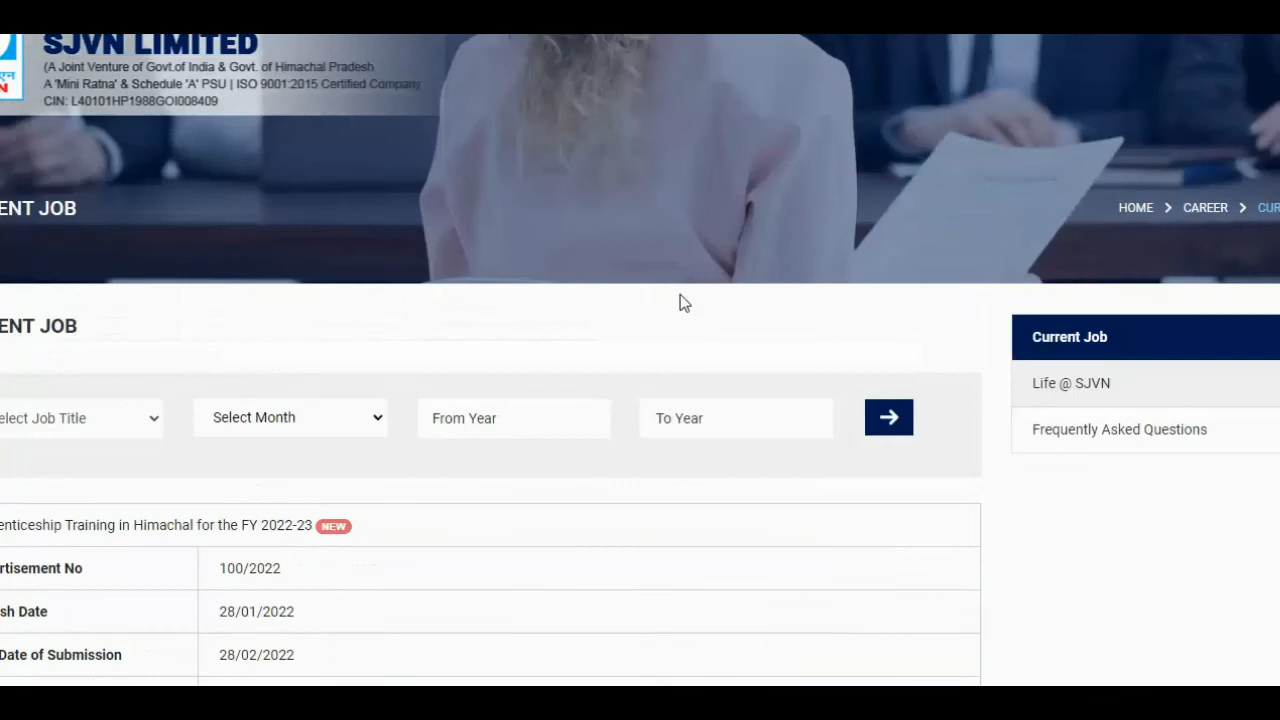 SJVN LIMITED
(A Joint Venture of Govt.of India & Govt. of Himachal Pradesh
A 'Mini Ratna' & Schedule 'A' PSU | ISO 9001:2015 Certified Company
CIN: L40101HP1988GOI008409
ENT JOB
HOME > CAREER > CUR
ENT JOB
elect Job Title
Select Month
From Year
To Year
Current Job
Life @ SJVN
Frequently Asked Questions
enticeship Training in Himachal for the FY 2022-23 NEW
rtisement No 100/2022
sh Date 28/01/2022
Date of Submission 28/02/2022